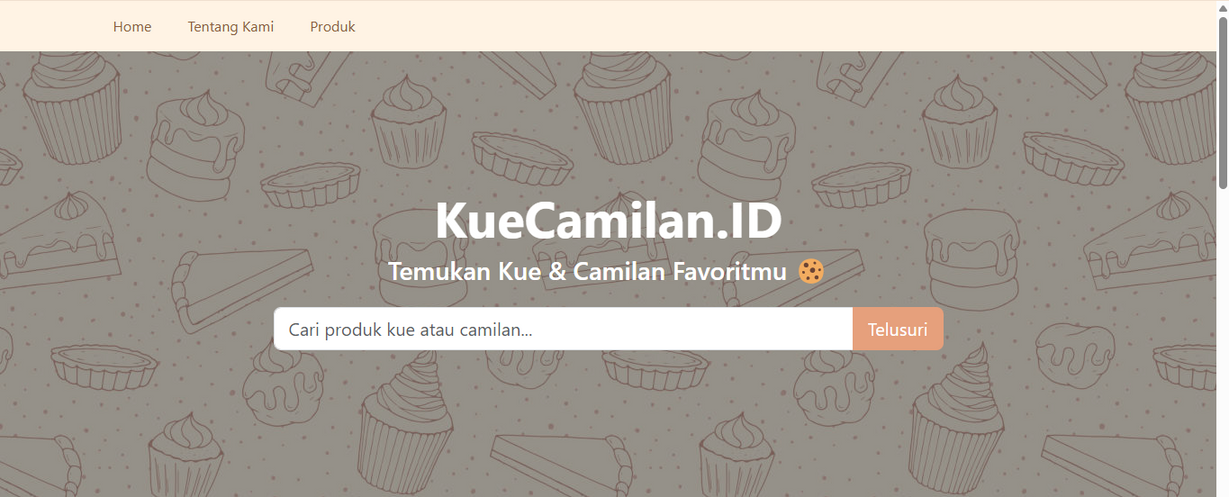 Home Tentang Kami Produk
KueCamilan.ID
Temukan Kue & Camilan Favoritmu 🍪
Cari produk kue atau camilan...
Telusuri